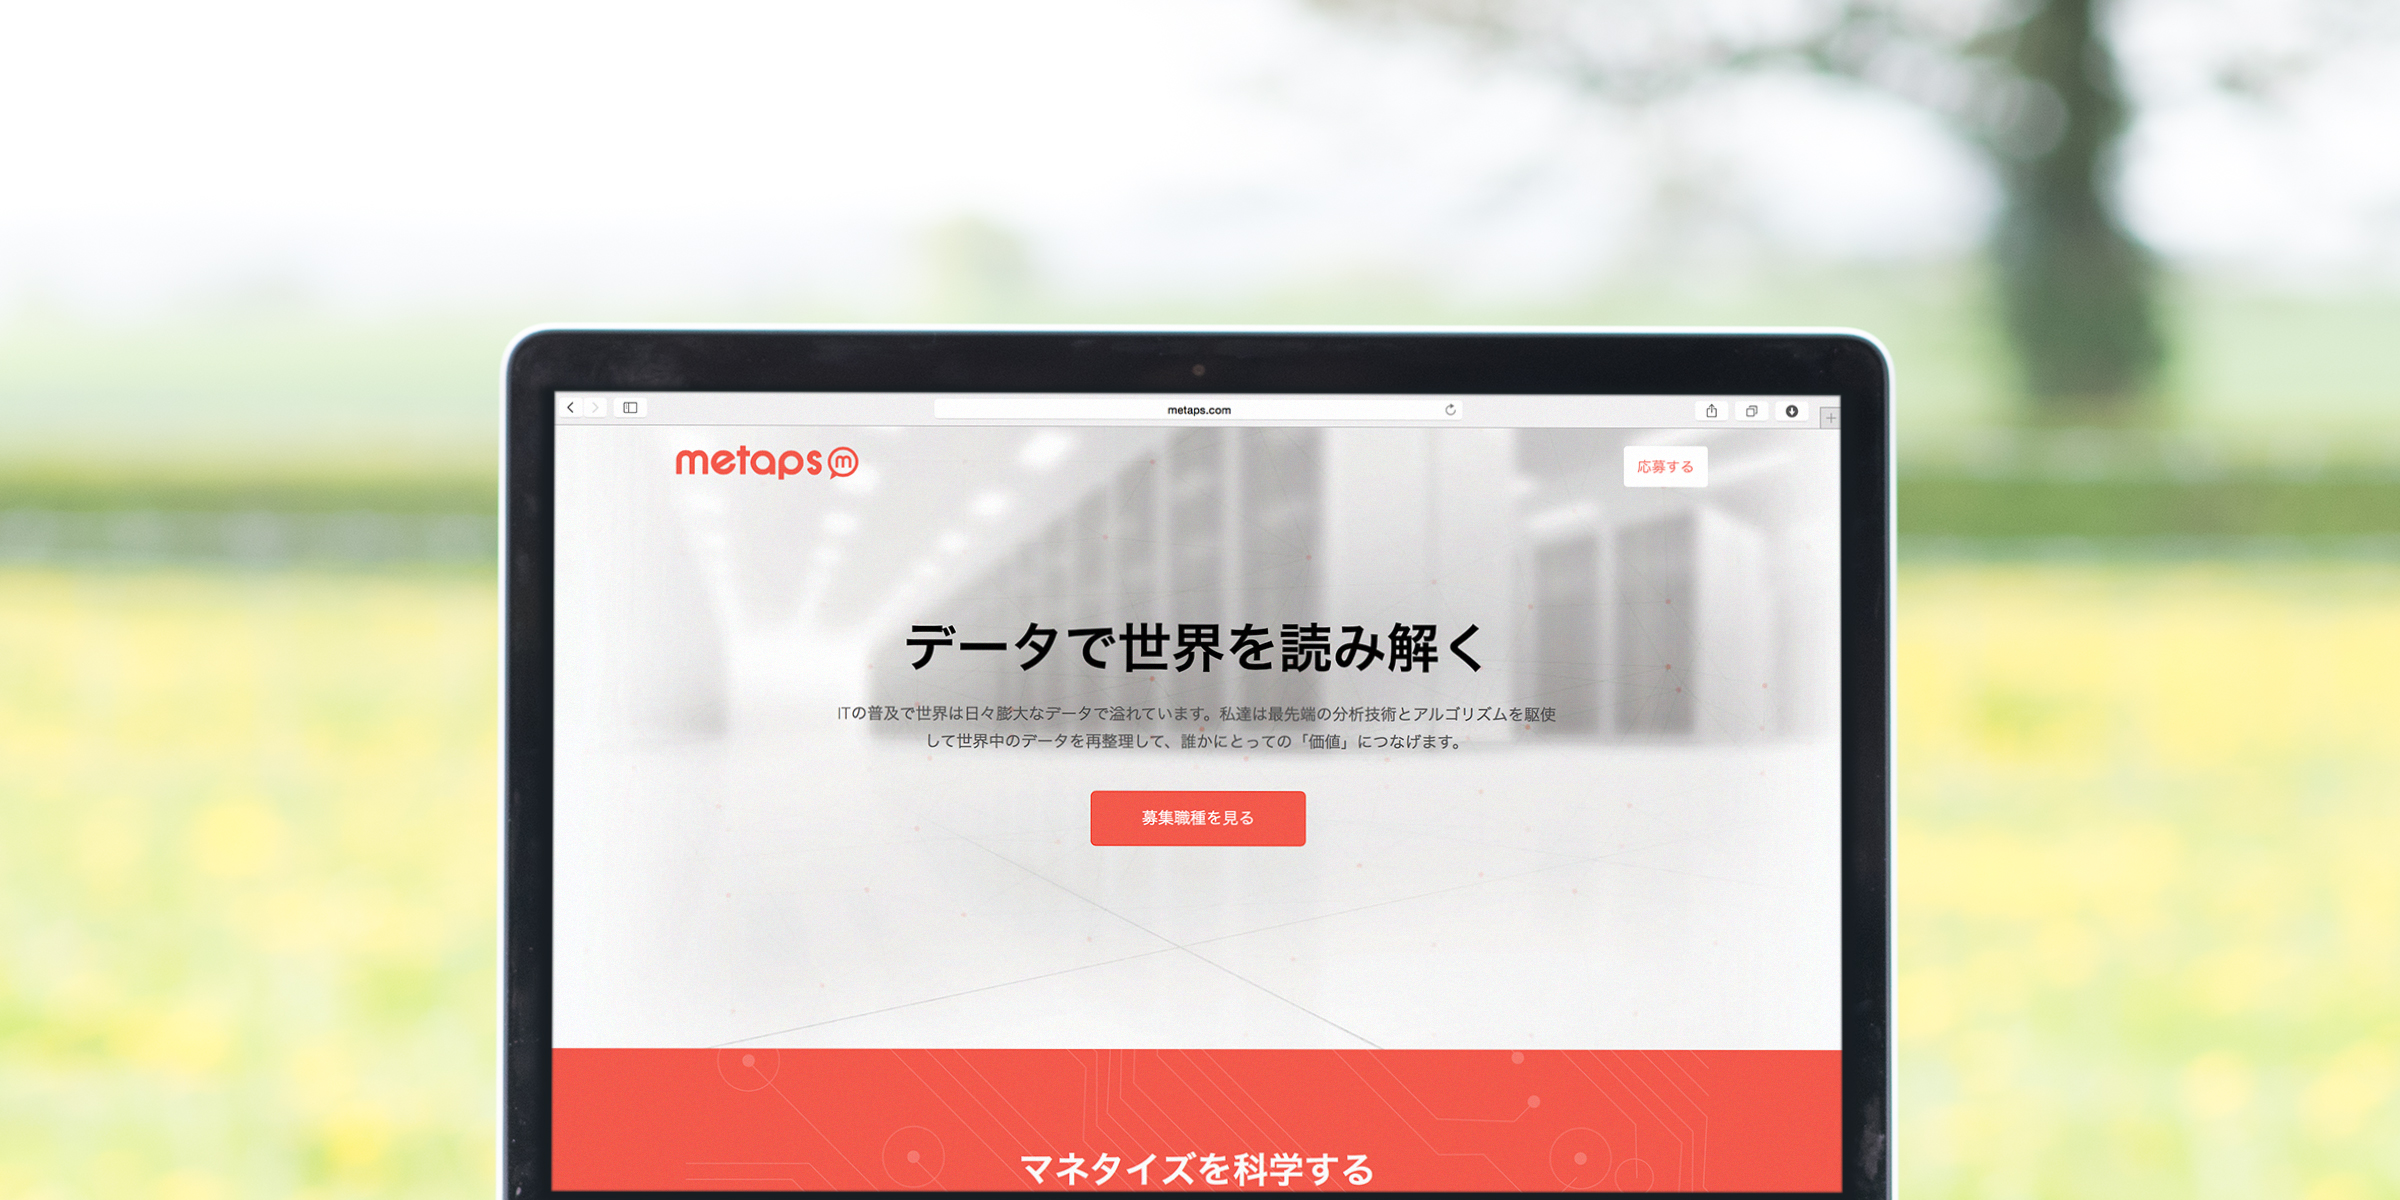 metaps.com
metaps m
応募する
データで世界を読み解く
ITの普及で世界は日々膨大なデータで溢れています。私達は最先端の分析技術とアルゴリズムを駆使
して世界中のデータを再整理して、誰かにとっての「価値」につなげます。
募集職種を見る
マネタイズを科学する